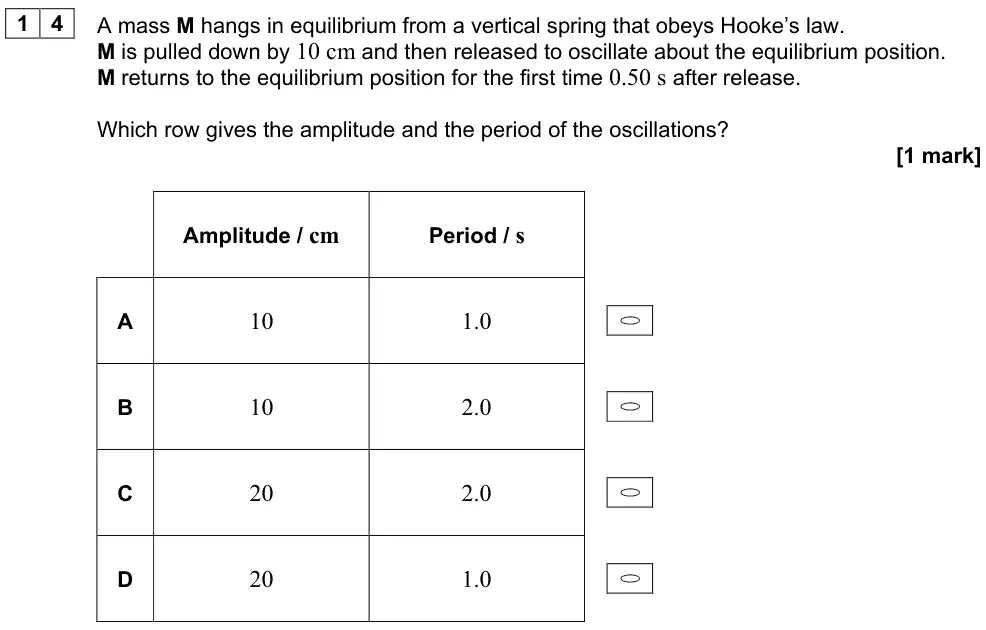 1 4 A mass M hangs in equilibrium from a vertical spring that obeys Hooke’s law.
M is pulled down by 10 cm and then released to oscillate about the equilibrium position.
M returns to the equilibrium position for the first time 0.50 s after release.
Which row gives the amplitude and the period of the oscillations?
[1 mark]
Amplitude / cm Period / s
A 10 1.0
B 10 2.0
C 20 2.0
D 20 1.0